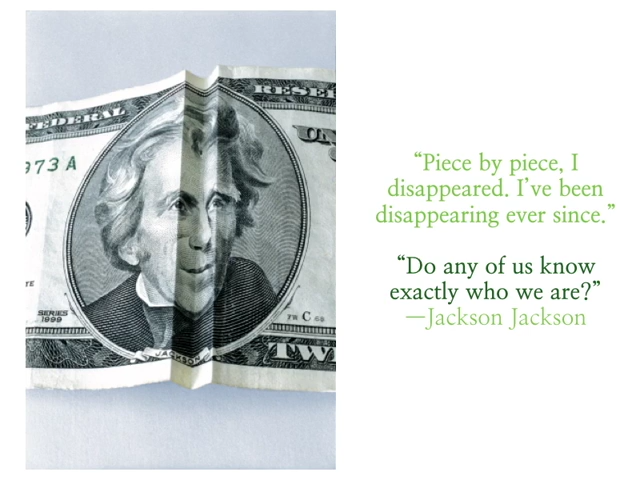 FEDERAL
RESE
973 A
SERIES
1999
C
JACKSON
TW
“Piece by piece, I
disappeared. I’ve been
disappearing ever since.”
“Do any of us know
exactly who we are?”
—Jackson Jackson